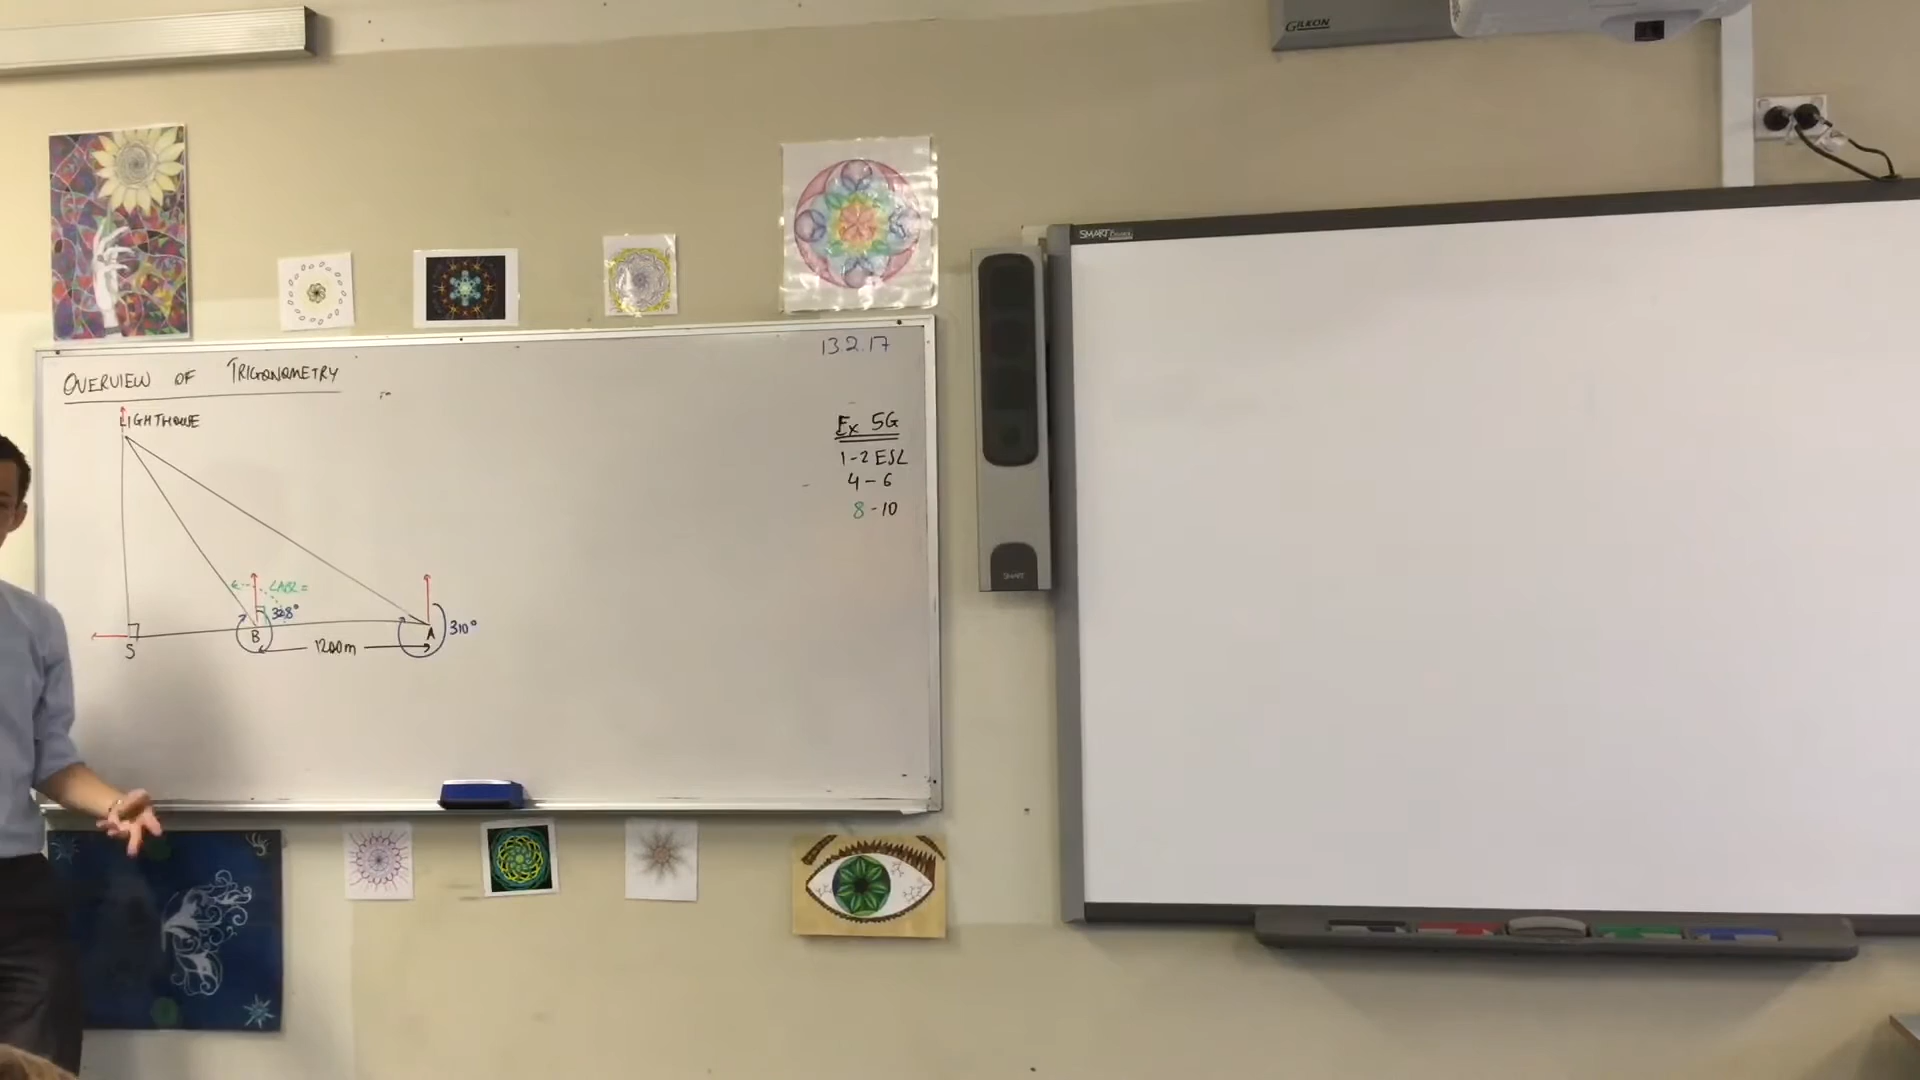 GILKON
SMART
OVERVIEW OF TRIGONOMETRY
13.2.17
LIGHTHOUSE
Ex 5G
1-2 ESL
4-6
8-10
∠ABL =
328°
310°
B
A
S
1200m
SMART